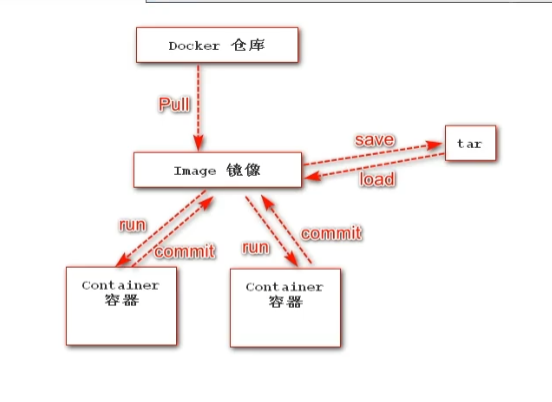 Docker 仓库
Pull
save
tar
Image 镜像
load
run
commit
run
commit
Container
容器
Container
容器